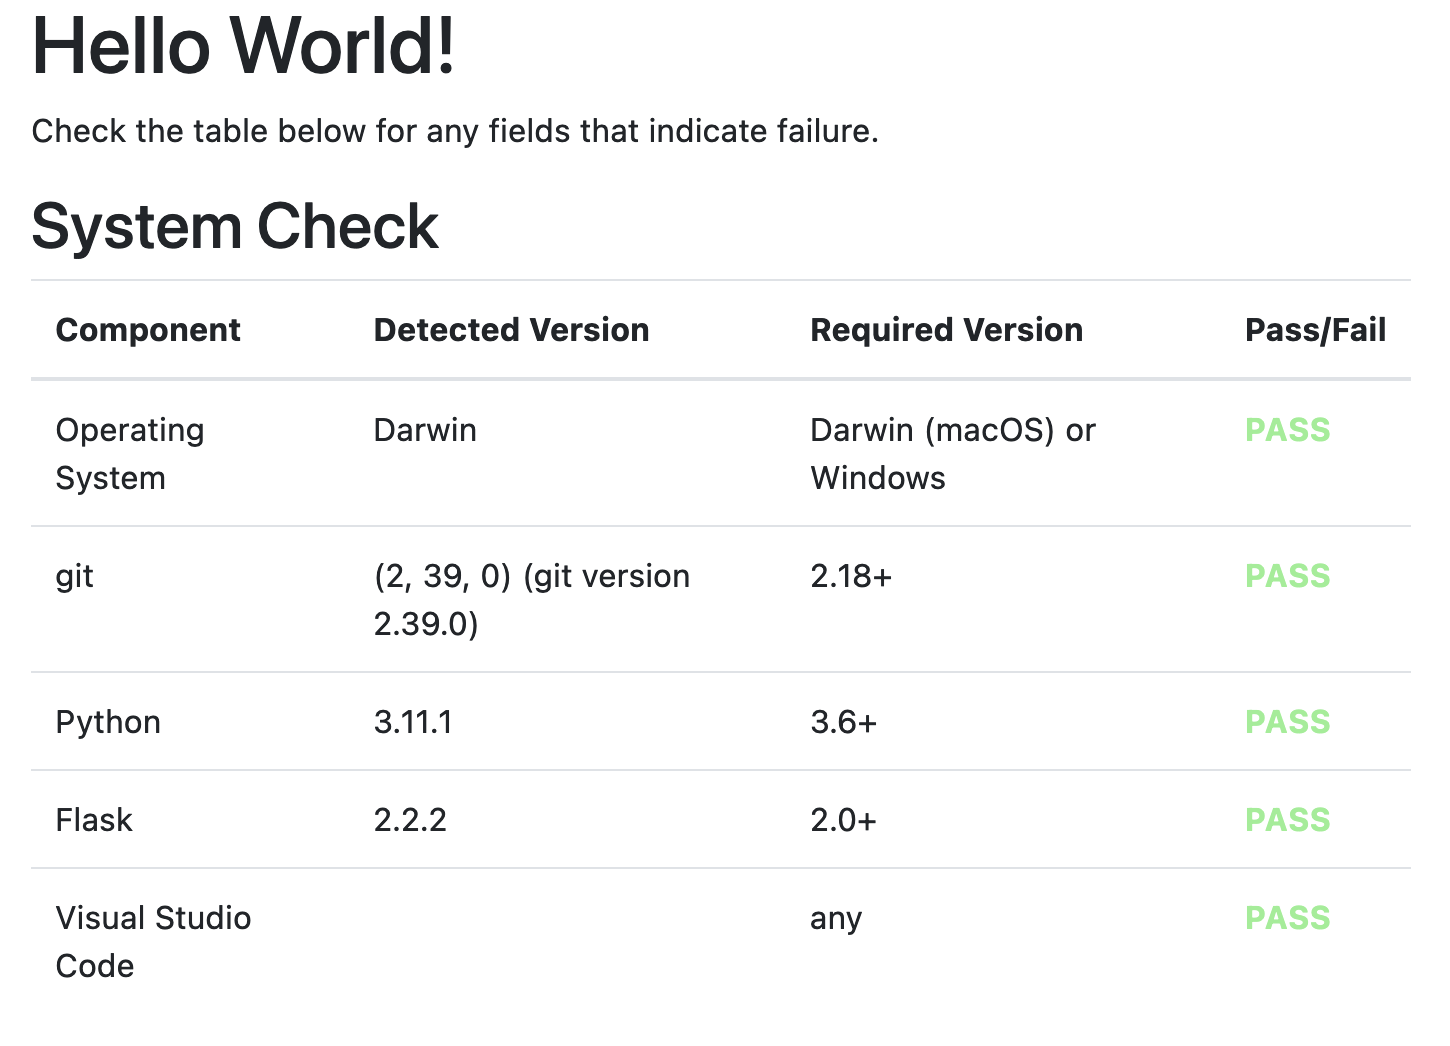 Hello World!
Check the table below for any fields that indicate failure.
System Check
Component Detected Version Required Version Pass/Fail
Operating Darwin Darwin (macOS) or PASS
System Windows
git (2, 39, 0) (git version 2.18+ PASS
2.39.0)
Python 3.11.1 3.6+ PASS
Flask 2.2.2 2.0+ PASS
Visual Studio any PASS
Code